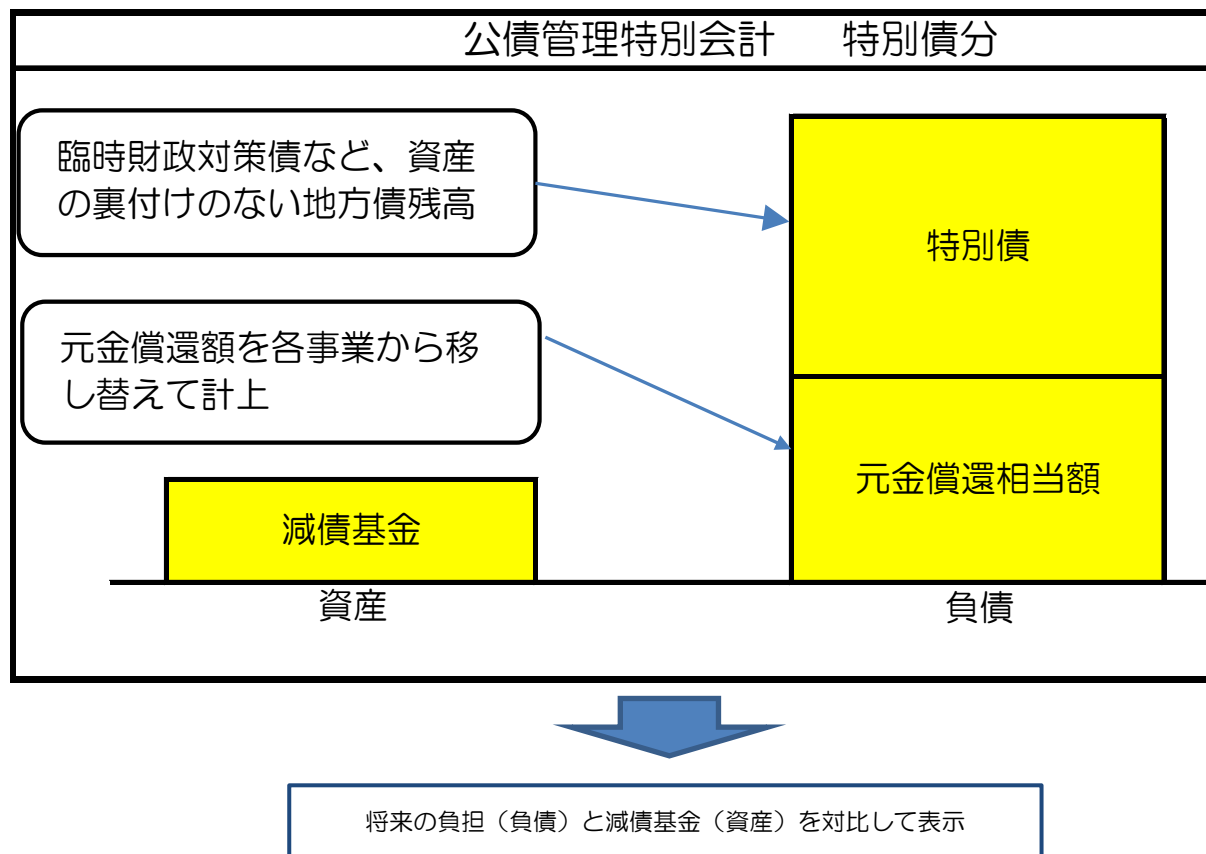 公債管理特別会計　特別債分
臨時財政対策債など、資産
の裏付けのない地方債残高
特別債
元金償還額を各事業から移
し替えて計上
元金償還相当額
減債基金
資産
負債
将来の負担（負債）と減債基金（資産）を対比して表示